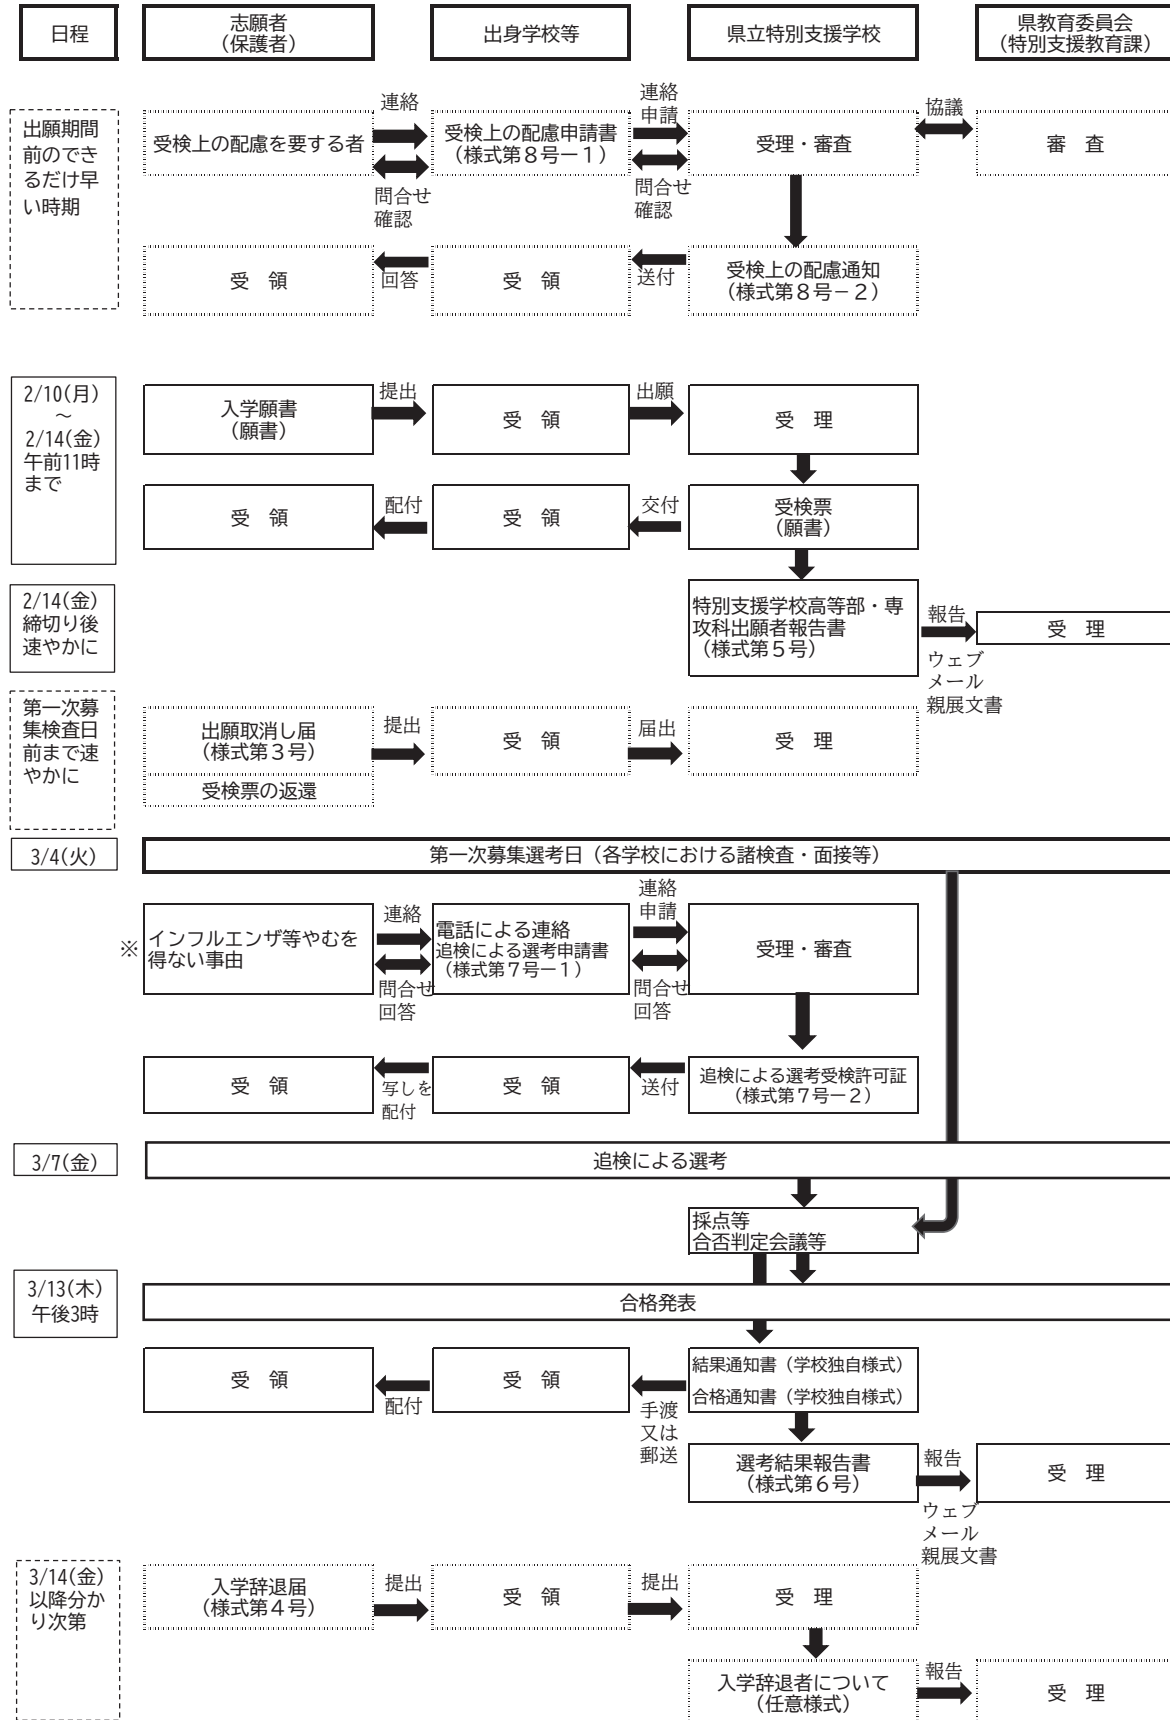 日程
志願者
(保護者)
出身学校等
県立特別支援学校
県教育委員会
(特別支援教育課)
出願期間
前のでき
るだけ早
い時期
受検上の配慮を要する者
連絡
問合せ
確認
受検上の配慮申請書
(様式第8号ー1)
連絡
申請
問合せ
確認
受理・審査
協議
審 査
受 領
回答
受 領
送付
受検上の配慮通知
(様式第8号－2)
2/10(月)
～
2/14(金)
午前11時
まで
入学願書
(願書)
提出
受 領
出願
受 理
受 領
配付
受 領
交付
受検票
(願書)
2/14(金)
締切り後
速やかに
特別支援学校高等部・専
攻科出願者報告書
(様式第5号)
報告
ウェブ
メール
親展文書
受 理
第一次募
集検査日
前まで速
やかに
出願取消し届
(様式第3号)
受検票の返還
提出
受 領
届出
受 理
3/4(火)
第一次募集選考日（各学校における諸検査・面接等）
※
インフルエンザ等やむを
得ない事由
連絡
問合せ
回答
電話による連絡
追検による選考申請書
(様式第7号ー1)
連絡
申請
問合せ
回答
受理・審査
受 領
写しを
配付
受 領
送付
追検による選考受検許可証
(様式第7号ー2)
3/7(金)
追検による選考
採点等
合否判定会議等
3/13(木)
午後3時
合格発表
受 領
配付
受 領
手渡
又は
郵送
結果通知書（学校独自様式）
合格通知書（学校独自様式）
選考結果報告書
(様式第6号)
報告
ウェブ
メール
親展文書
受 理
3/14(金)
以降分か
り次第
入学辞退届
(様式第4号)
提出
受 領
提出
受 理
入学辞退者について
(任意様式)
報告
受 理